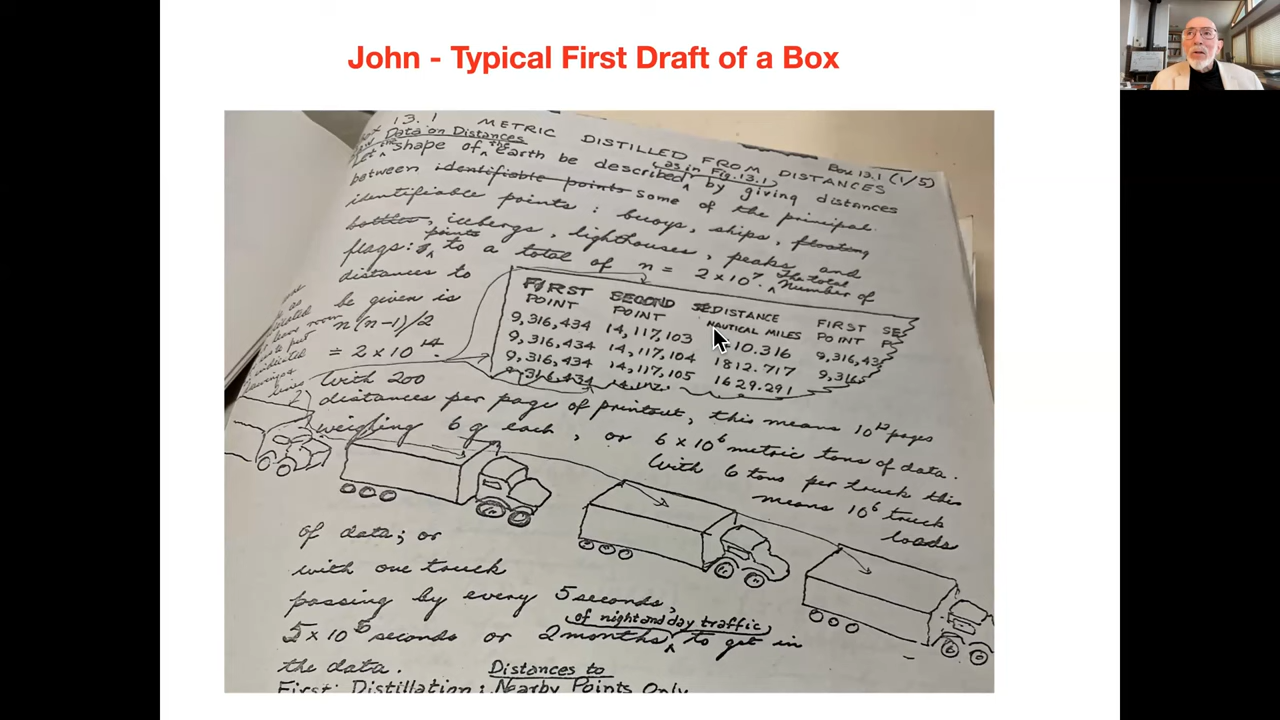 John - Typical First Draft of a Box
13.1 METRIC DISTILLED FROM DISTANCES
Box 13.1 (1/5)
Data on Distances
Let the shape of the earth be described (as in Fig. 13.1), by giving distances
between identifiable points some of the principal
identifiable points: buoys, ships, floating
bottles, icebergs, lighthouses, peaks and
flags: points to a total of n = 2 x 10⁷. The total number of
distances to
be given is
n(n-1)/2
= 2 x 10¹⁴.
FIRST POINT SECOND POINT DISTANCE NAUTICAL MILES FIRST POINT
9,316,434 14,117,103 10.316
9,316,434 14,117,104 1812.717
9,316,434 14,117,105 1629.291
9,316,434
With 200
distances per page of printout, this means 10¹² pages
weighing 6 g each, or 6 x 10⁶ metric tons of data.
With 6 tons per truck this
means 10⁶ truck
loads
of data; or
with one truck
passing by every 5 seconds,
5 x 10⁶ seconds or 2 months of night and day traffic, to get in
the data.
First Distillation: Distances to
Nearby Points Only